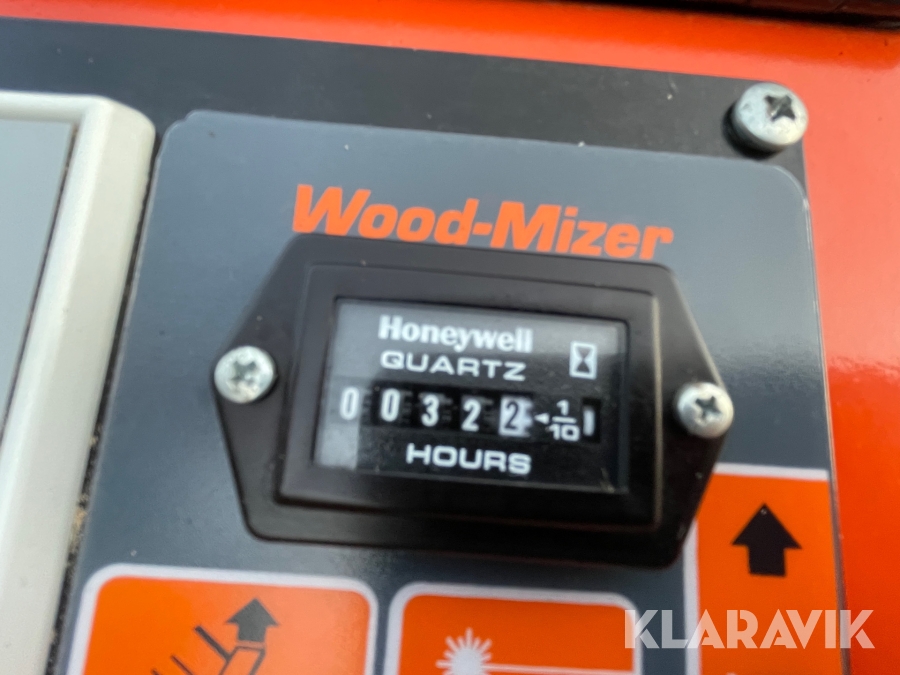 Wood-Mizer
Honeywell
QUARTZ
0 0 3 2 2 1/10
HOURS
KLARAVIK